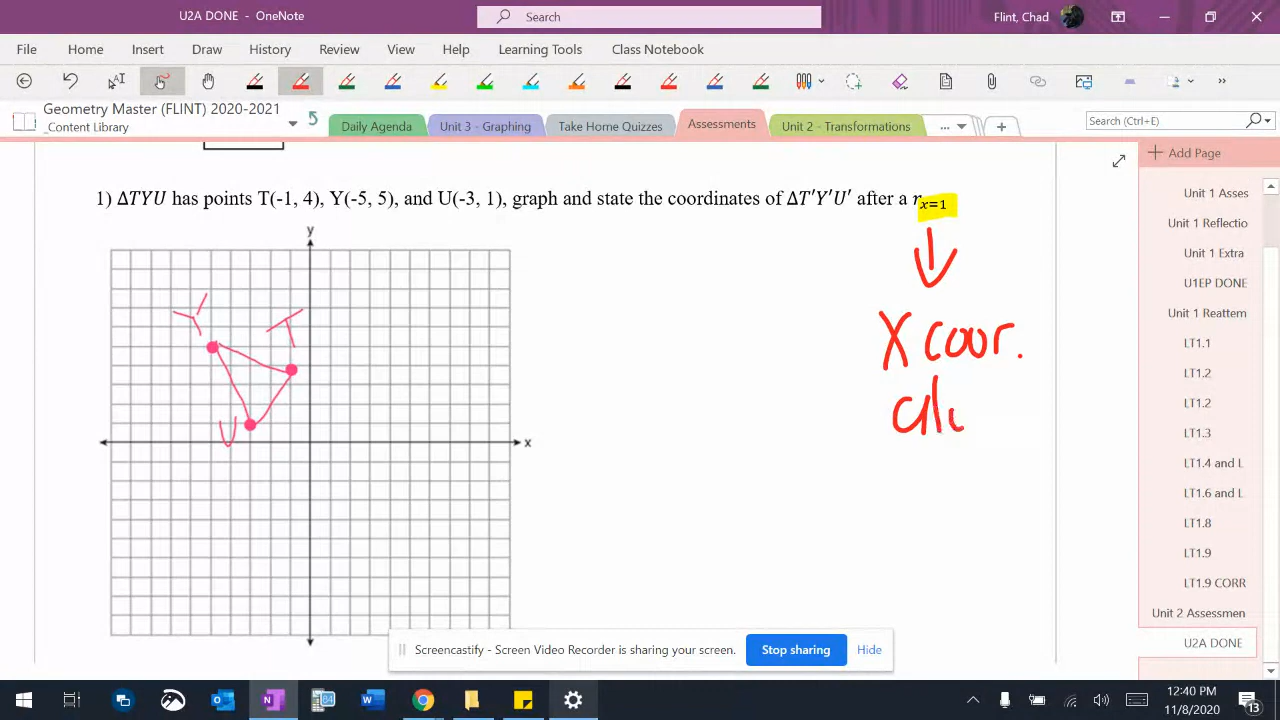 U2A DONE - OneNote
Search
Flint, Chad
File Home Insert Draw History Review View Help Learning Tools Class Notebook
Geometry Master (FLINT) 2020-2021
_Content Library
Daily Agenda
Unit 3 - Graphing
Take Home Quizzes
Assessments
Unit 2 - Transformations
...
Search (Ctrl+E)
Add Page
1) ΔTYU has points T(-1, 4), Y(-5, 5), and U(-3, 1), graph and state the coordinates of ΔT′Y′U′ after a r x=1
X coor.
y
Y
T
U
x
Unit 1 Asses
Unit 1 Reflectio
Unit 1 Extra
U1EP DONE
Unit 1 Reattem
LT1.1
LT1.2
LT1.2
LT1.3
LT1.4 and L
LT1.6 and L
LT1.8
LT1.9
LT1.9 CORR
Unit 2 Assessmen
U2A DONE
Screencastify - Screen Video Recorder is sharing your screen.
Stop sharing
Hide
12:40 PM
11/8/2020
13